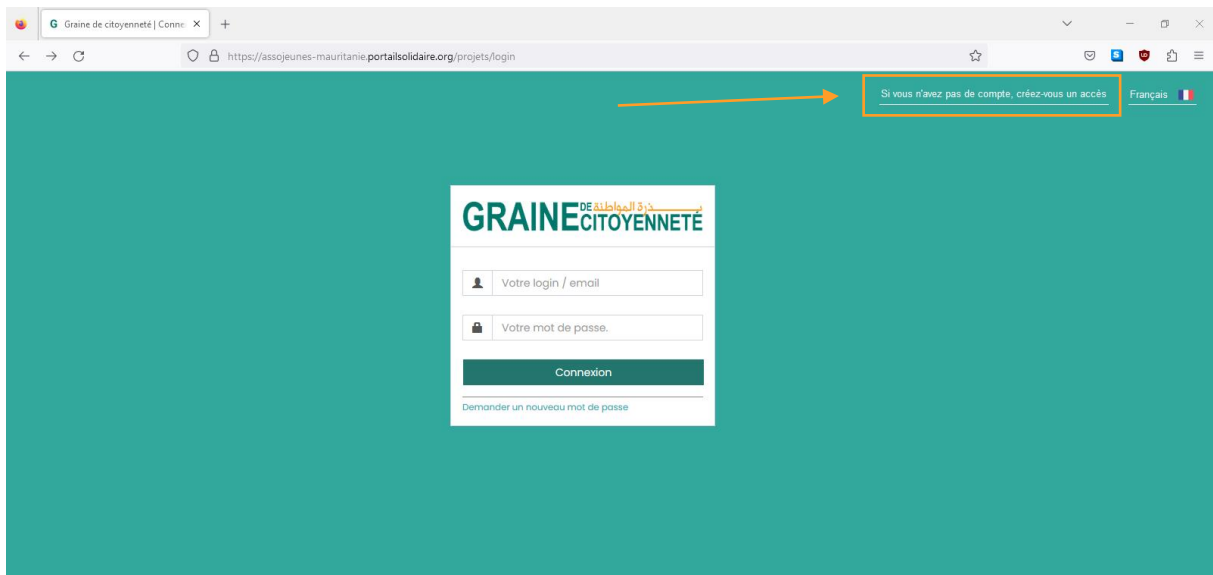 G Graine de citoyenneté | Conne
https://assojeunes-mauritanie.portailsolidaire.org/projets/login
Si vous n'avez pas de compte, créez-vous un accès
Français
GRAINE DE CITOYENNETÉ
بــــذرة المواطنة
Votre login / email
Votre mot de passe.
Connexion
Demander un nouveau mot de passe